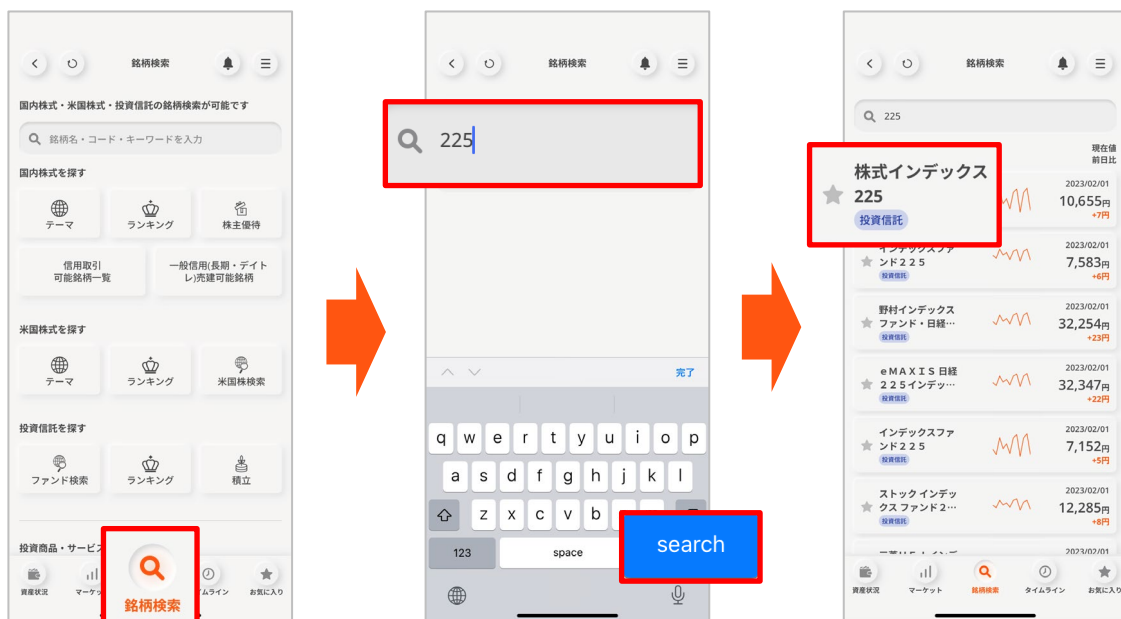 銘柄検索
国内株式・米国株式・投資信託の銘柄検索が可能です
銘柄名・コード・キーワードを入力
国内株式を探す
テーマ
ランキング
株主優待
信用取引
可能銘柄一覧
一般信用(長期・デイト
レ)売建可能銘柄
米国株式を探す
テーマ
ランキング
米国株検索
投資信託を探す
ファンド検索
ランキング
積立
投資商品・サービス
資産状況
マーケッ
銘柄検索
イムライン
お気に入り
銘柄検索
225
完了
q w e r t y u i o p
a s d f g h j k l
z x c v b
123
space
search
銘柄検索
225
現在値
前日比
株式インデックス
225
投資信託
2023/02/01
10,655円
+7円
インデックスファ
ンド225
投資信託
2023/02/01
7,583円
+6円
野村インデックス
ファンド・日経…
投資信託
2023/02/01
32,254円
+23円
eMAXIS 日経
225インデッ…
投資信託
2023/02/01
32,347円
+22円
インデックスファ
ンド225
投資信託
2023/02/01
7,152円
+5円
ストック インデッ
クス ファンド2…
投資信託
2023/02/01
12,285円
+8円
2023/02/01
資産状況
マーケット
銘柄検索
タイムライン
お気に入り